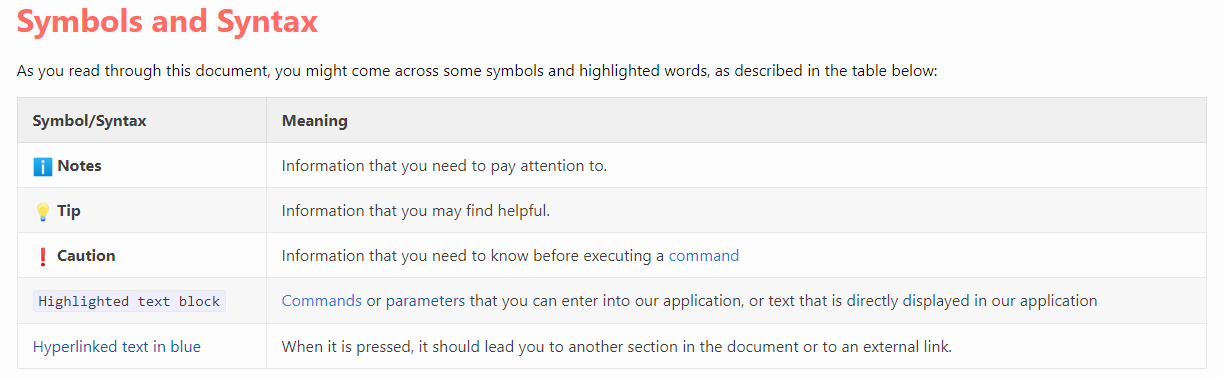 Symbols and Syntax
As you read through this document, you might come across some symbols and highlighted words, as described in the table below:
Symbol/Syntax Meaning
ℹ️ Notes Information that you need to pay attention to.
💡 Tip Information that you may find helpful.
❗ Caution Information that you need to know before executing a command
Highlighted text block Commands or parameters that you can enter into our application, or text that is directly displayed in our application
Hyperlinked text in blue When it is pressed, it should lead you to another section in the document or to an external link.